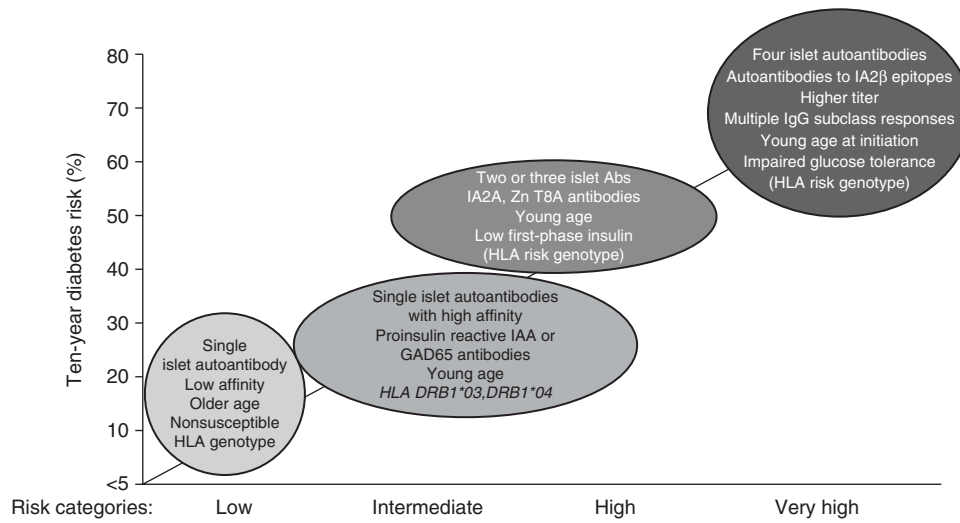 80
70
60
50
40
30
20
10
<5
Ten-year diabetes risk (%)
Four islet autoantibodies
Autoantibodies to IA2β epitopes
Higher titer
Multiple IgG subclass responses
Young age at initiation
Impaired glucose tolerance
(HLA risk genotype)
Two or three islet Abs
IA2A, Zn T8A antibodies
Young age
Low first-phase insulin
(HLA risk genotype)
Single islet autoantibodies
with high affinity
Proinsulin reactive IAA or
GAD65 antibodies
Young age
HLA DRB1*03,DRB1*04
Single
islet autoantibody
Low affinity
Older age
Nonsusceptible
HLA genotype
Risk categories: Low Intermediate High Very high